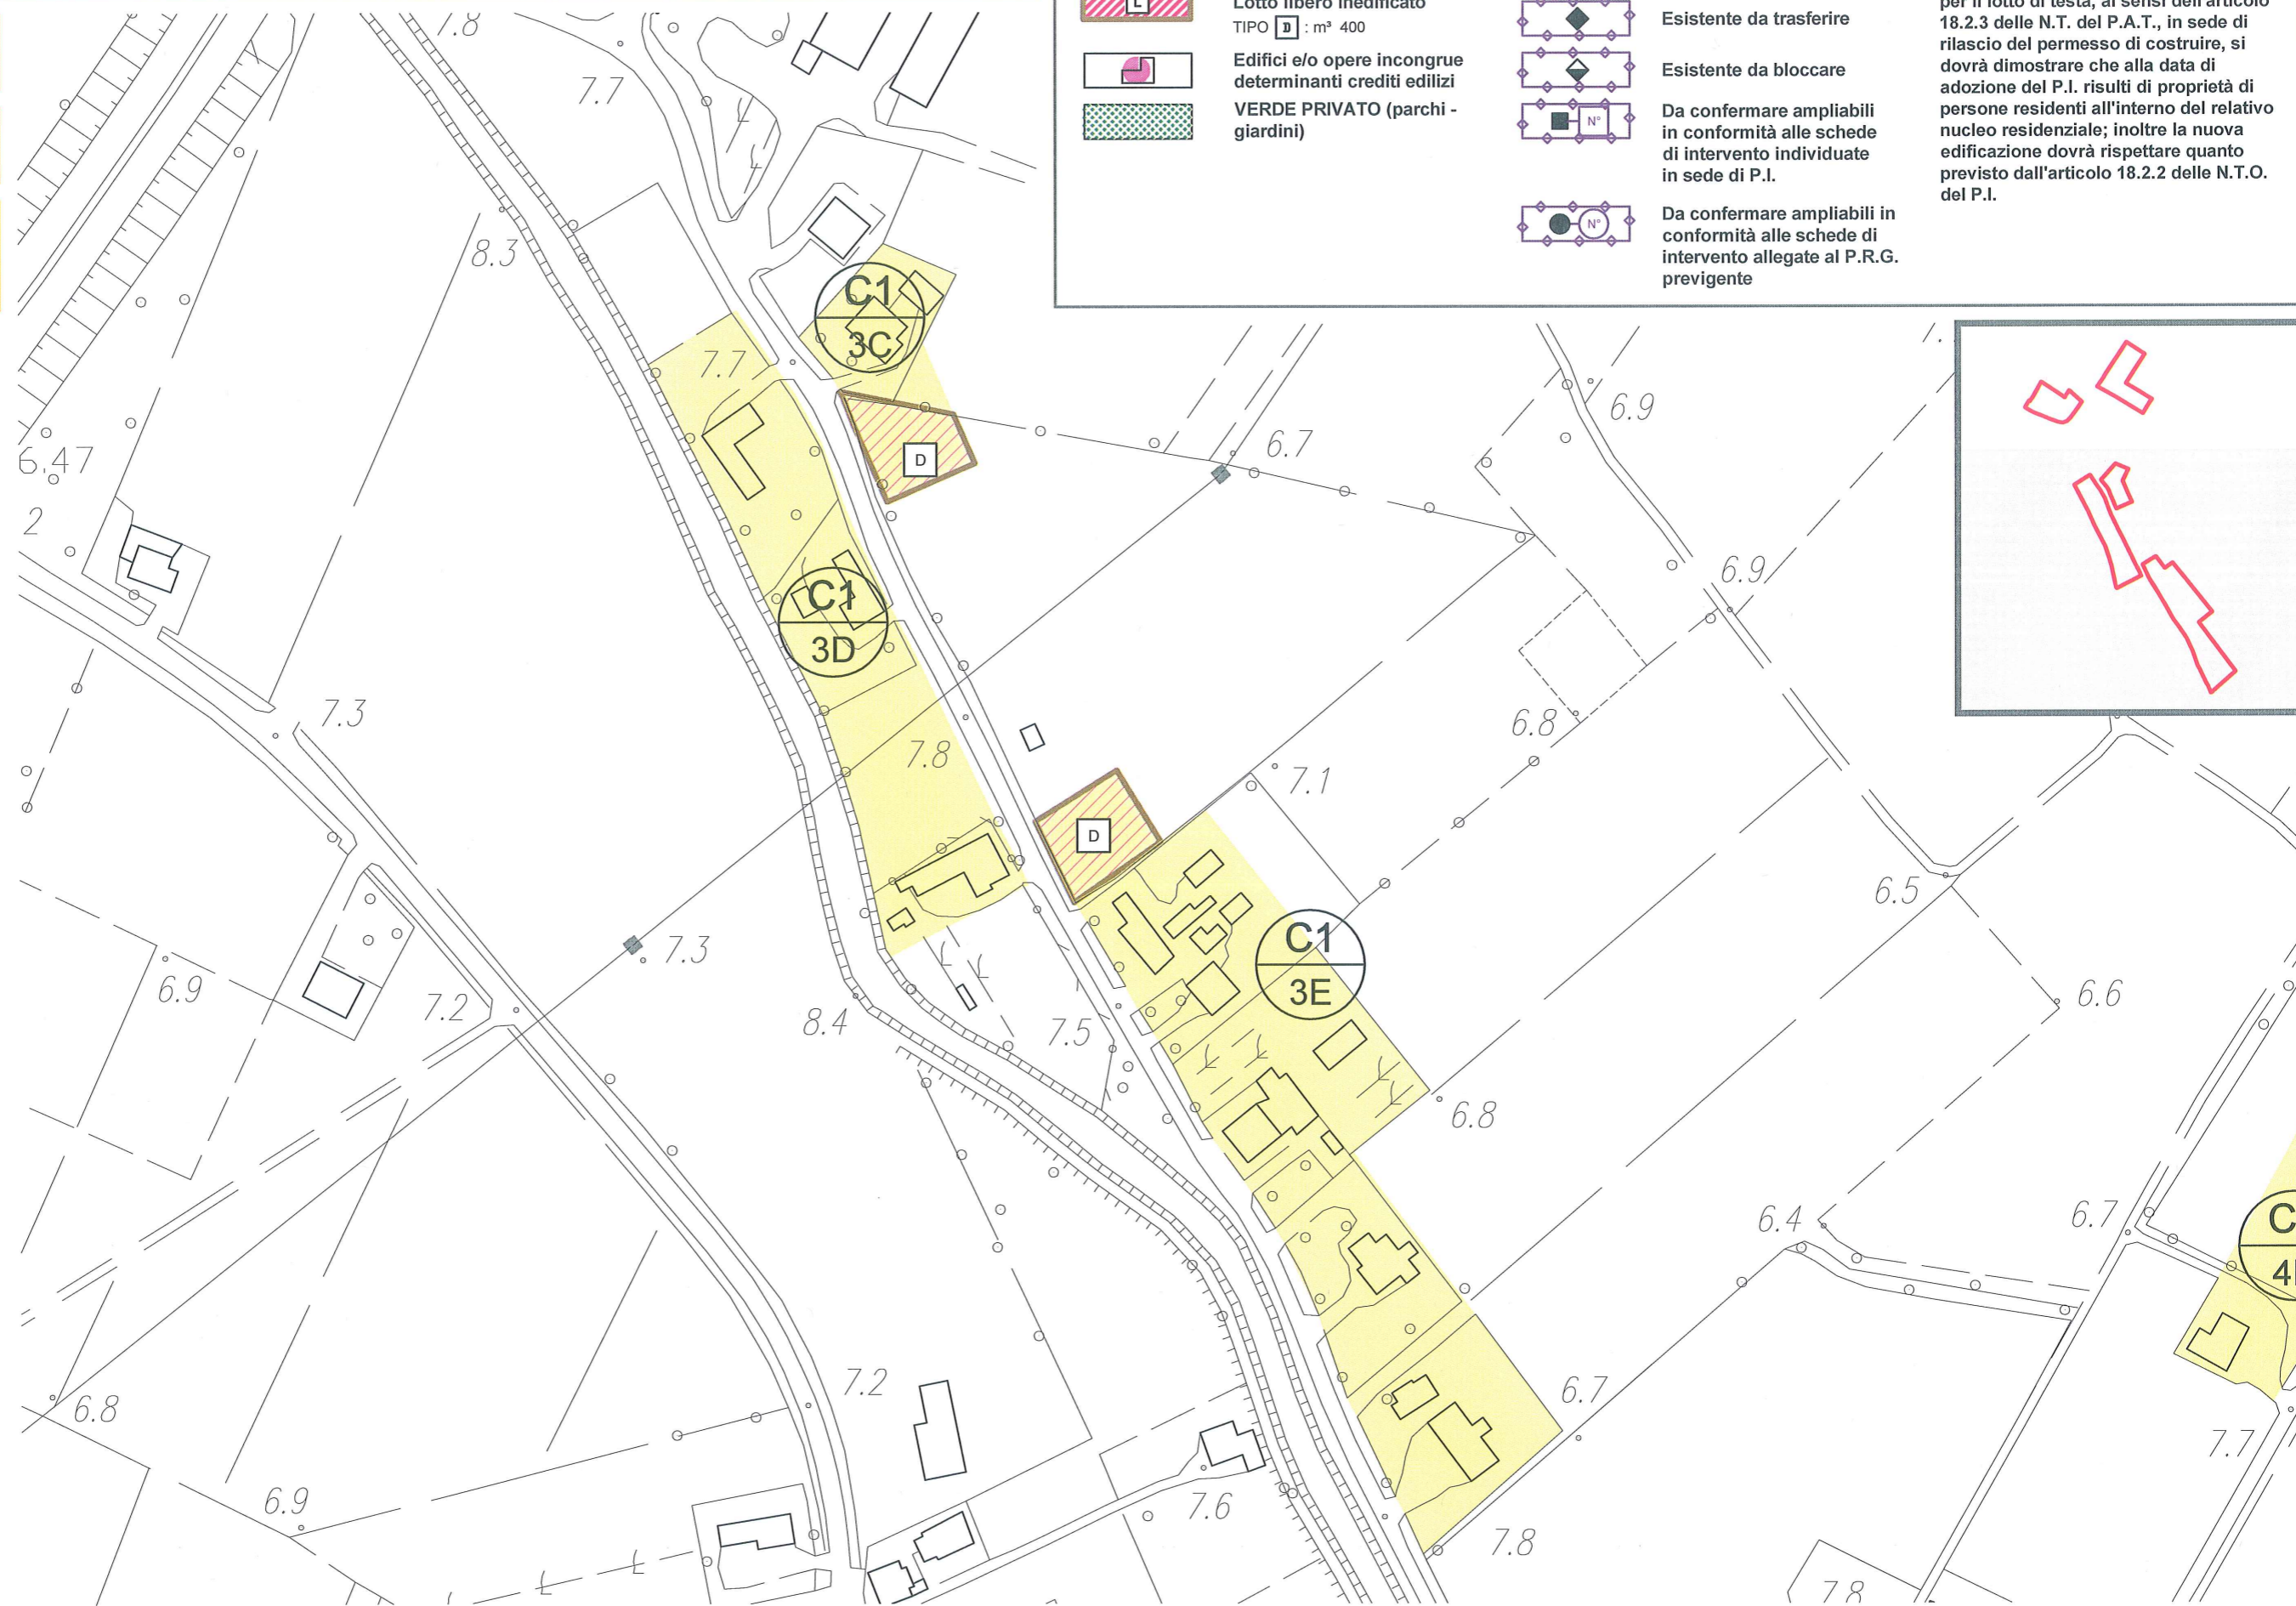 Lotto libero inedificato
TIPO D : m³ 400
Edifici e/o opere incongrue
determinanti crediti edilizi
VERDE PRIVATO (parchi -
giardini)
Esistente da trasferire
Esistente da bloccare
N°
Da confermare ampliabili
in conformità alle schede
di intervento individuate
in sede di P.I.
N°
Da confermare ampliabili in
conformità alle schede di
intervento allegate al P.R.G.
previgente
per il lotto di testa, ai sensi dell'articolo
18.2.3 delle N.T. del P.A.T., in sede di
rilascio del permesso di costruire, si
dovrà dimostrare che alla data di
adozione del P.I. risulti di proprietà di
persone residenti all'interno del relativo
nucleo residenziale; inoltre la nuova
edificazione dovrà rispettare quanto
previsto dall'articolo 18.2.2 delle N.T.O.
del P.I.
7.8
7.7
8.3
C1
3C
7.7
6.9
6.7
D
6.47
2
6.9
C1
3D
7.3
6.8
7.8
7.1
D
6.5
C1
3E
7.3
6.9
7.2
6.6
8.4
7.5
6.8
6.4
6.7
7.2
6.7
6.8
7.7
6.9
7.6
7.8
7.8